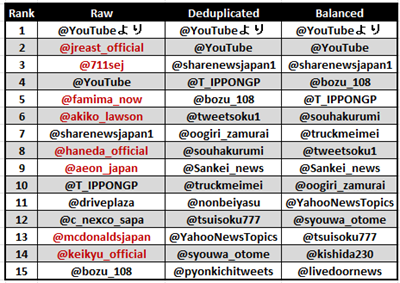 Rank Raw Deduplicated Balanced
1 @YouTubeより @YouTubeより @YouTubeより
2 @jreast_official @YouTube @YouTube
3 @711sej @sharenewsjapan1 @sharenewsjapan1
4 @YouTube @T_IPPONGP @bozu_108
5 @famima_now @bozu_108 @T_IPPONGP
6 @akiko_lawson @tweetsoku1 @souhakurumi
7 @sharenewsjapan1 @oogiri_zamurai @truckmeimei
8 @haneda_official @souhakurumi @tweetsoku1
9 @aeon_japan @Sankei_news @Sankei_news
10 @T_IPPONGP @truckmeimei @oogiri_zamurai
11 @driveplaza @nonbeiyasu @YahooNewsTopics
12 @c_nexco_sapa @tsuisoku777 @syouwa_otome
13 @mcdonaldsjapan @YahooNewsTopics @tsuisoku777
14 @keikyu_official @syouwa_otome @kishida230
15 @bozu_108 @pyonkichitweets @livedoornews